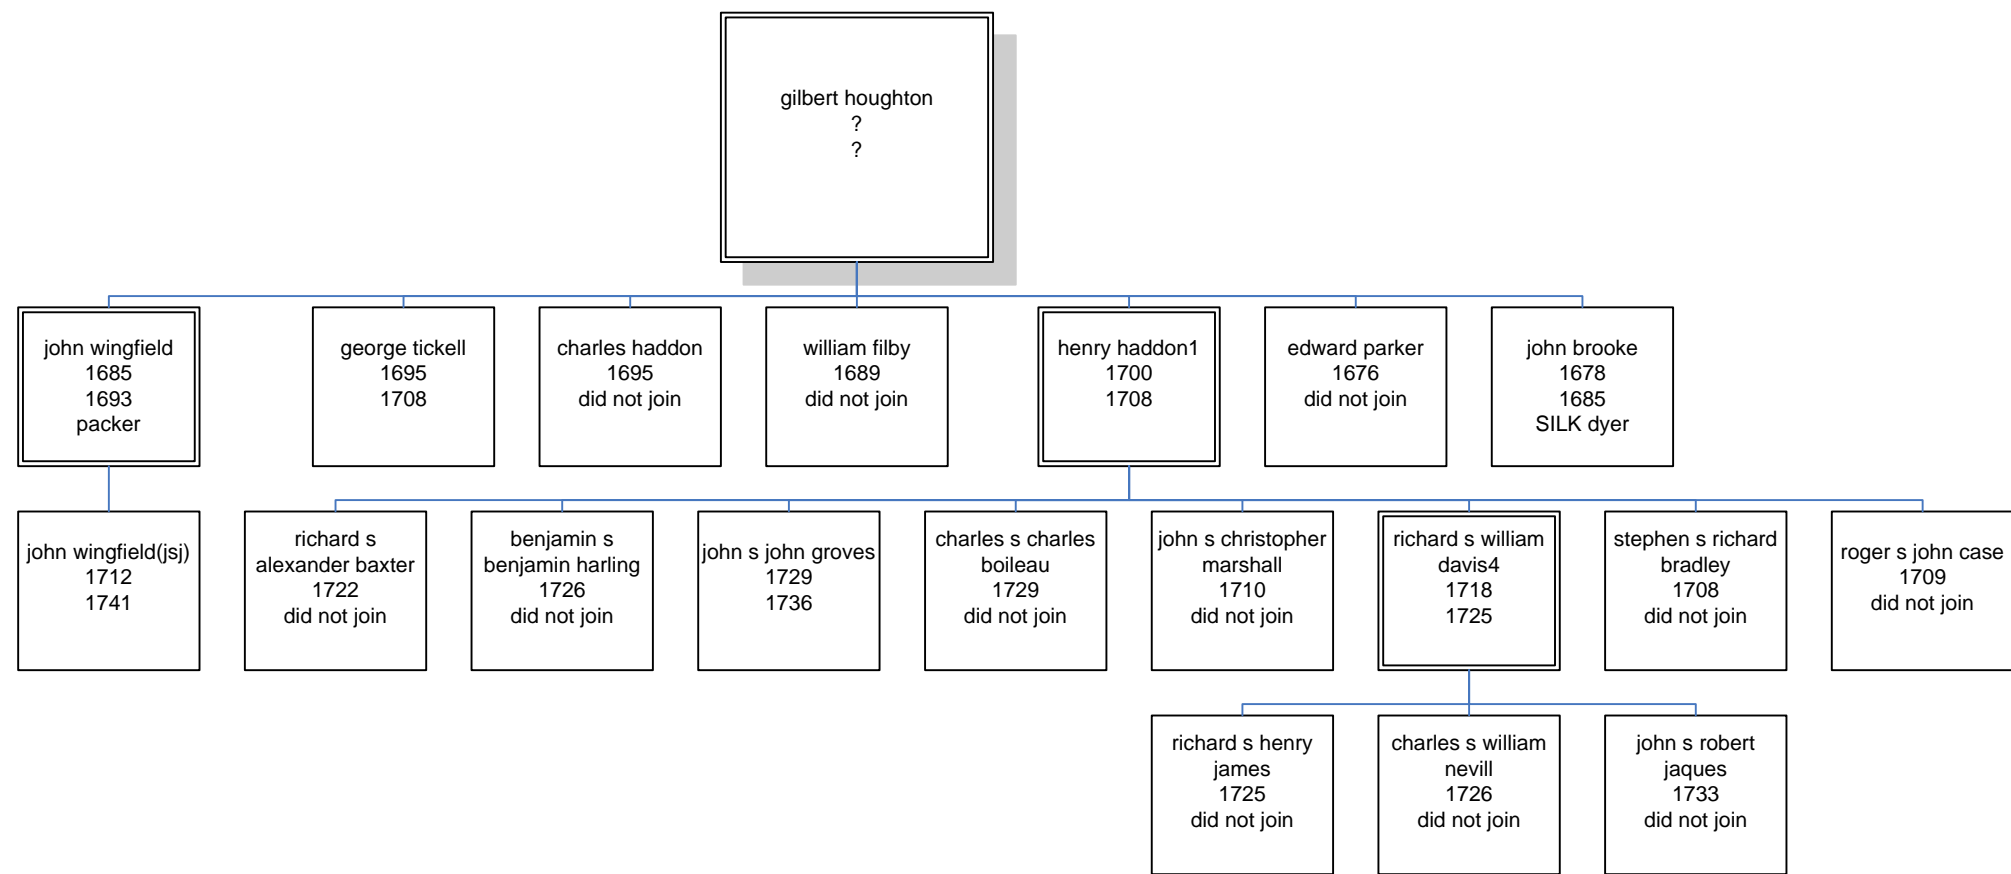 gilbert houghton
?
?
john wingfield
1685
1693
packer
george tickell
1695
1708
charles haddon
1695
did not join
william filby
1689
did not join
henry haddon1
1700
1708
edward parker
1676
did not join
john brooke
1678
1685
SILK dyer
john wingfield(jsj)
1712
1741
richard s
alexander baxter
1722
did not join
benjamin s
benjamin harling
1726
did not join
john s john groves
1729
1736
charles s charles
boileau
1729
did not join
john s christopher
marshall
1710
did not join
richard s william
davis4
1718
1725
stephen s richard
bradley
1708
did not join
roger s john case
1709
did not join
richard s henry
james
1725
did not join
charles s william
nevill
1726
did not join
john s robert
jaques
1733
did not join